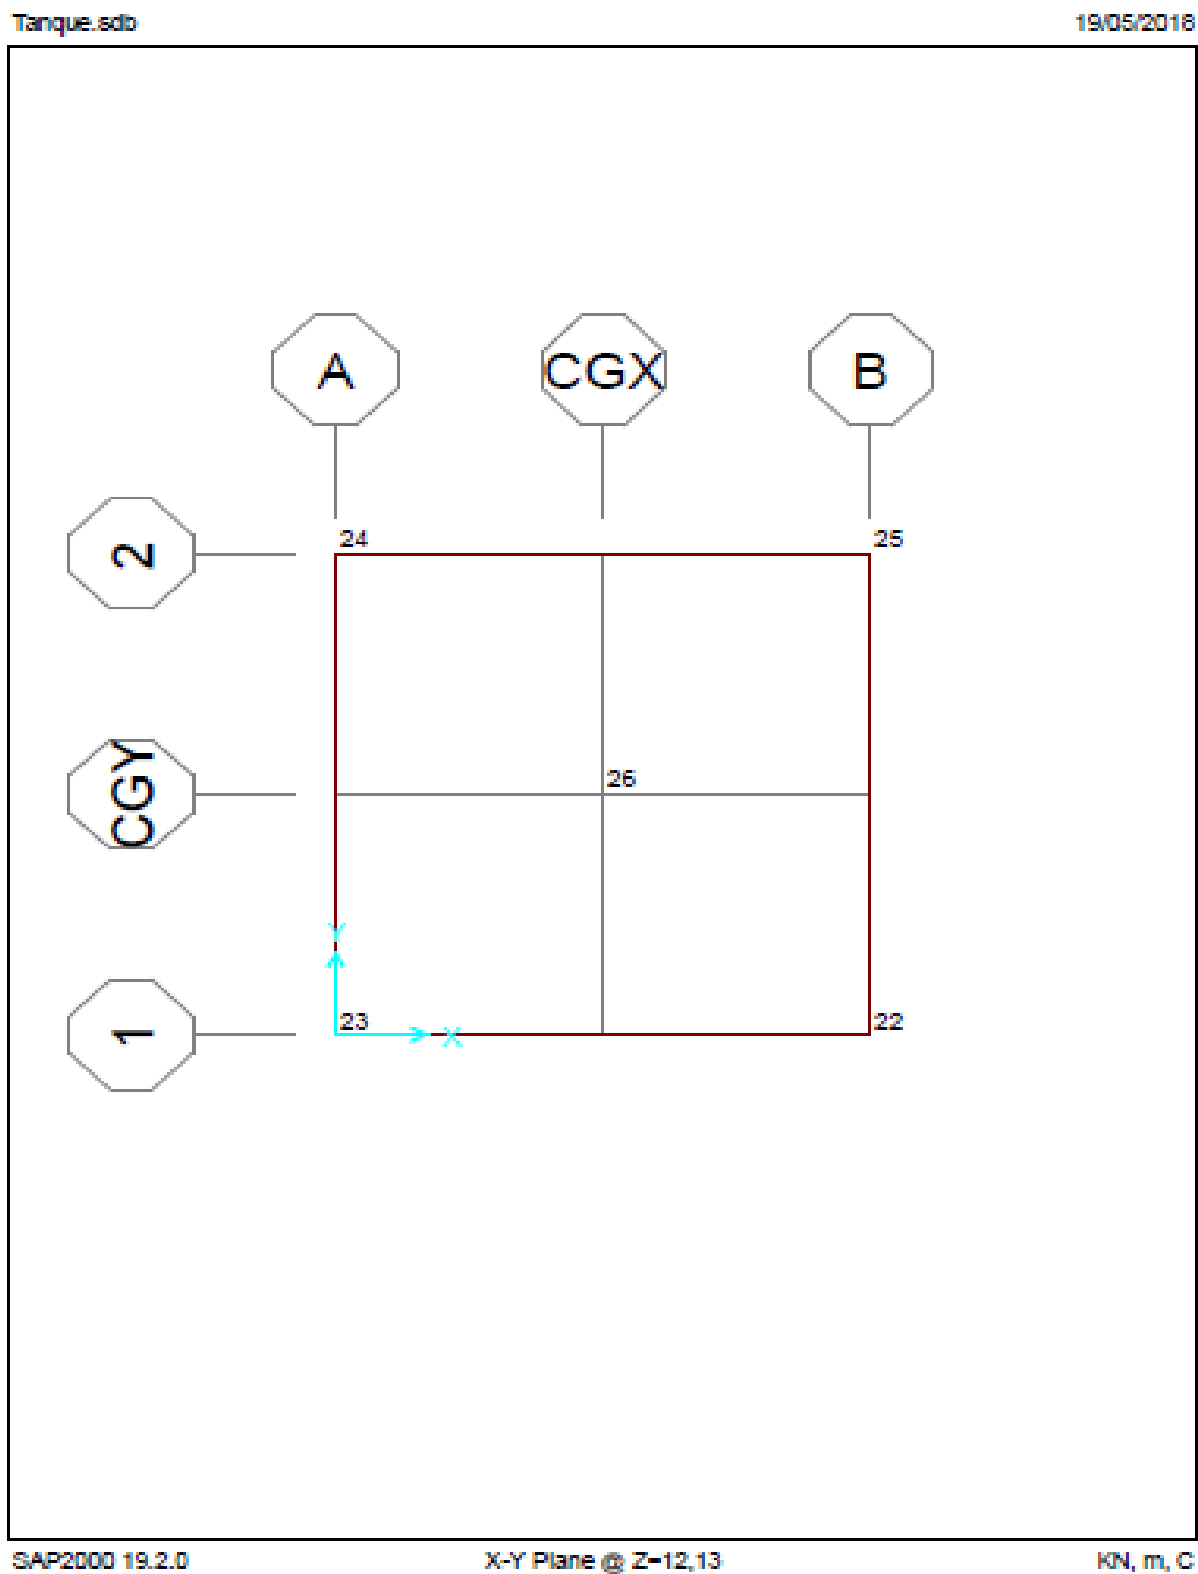 Tanque.sdb 19/05/2018
A CGX B
2
24 25
CGY
26
Y
1
23 X 22
SAP2000 19.2.0 X-Y Plane @ Z=12,13 KN, m, C